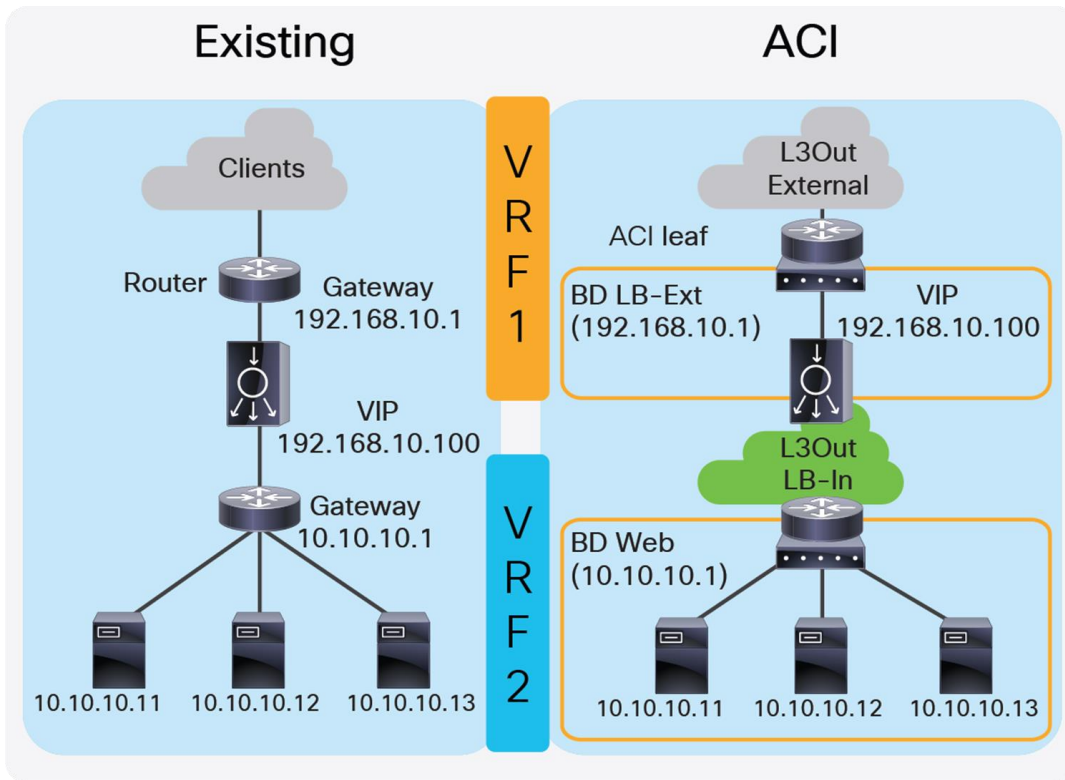 Existing
Clients
Router
Gateway
192.168.10.1
VIP
192.168.10.100
Gateway
10.10.10.1
10.10.10.11
10.10.10.12
10.10.10.13
VRF1
VRF2
ACI
L3Out
External
ACI leaf
BD LB-Ext
(192.168.10.1)
VIP
192.168.10.100
L3Out
LB-In
BD Web
(10.10.10.1)
10.10.10.11
10.10.10.12
10.10.10.13